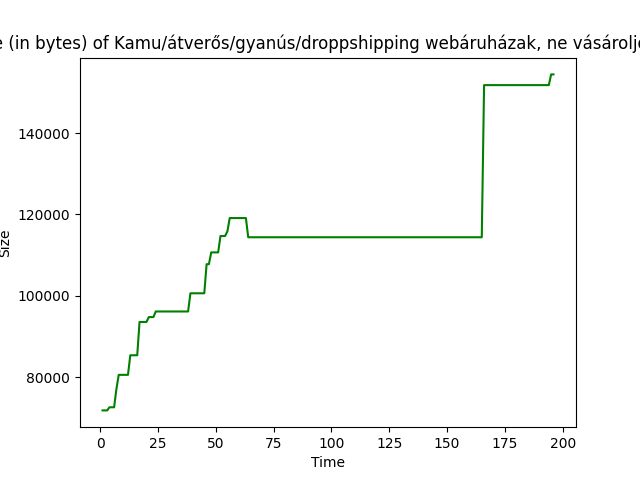 (in bytes) of Kamu/átverős/gyanús/droppshipping webáruházak, ne
140000
120000
100000
80000
Size
0 25 50 75 100 125 150 175 200
Time